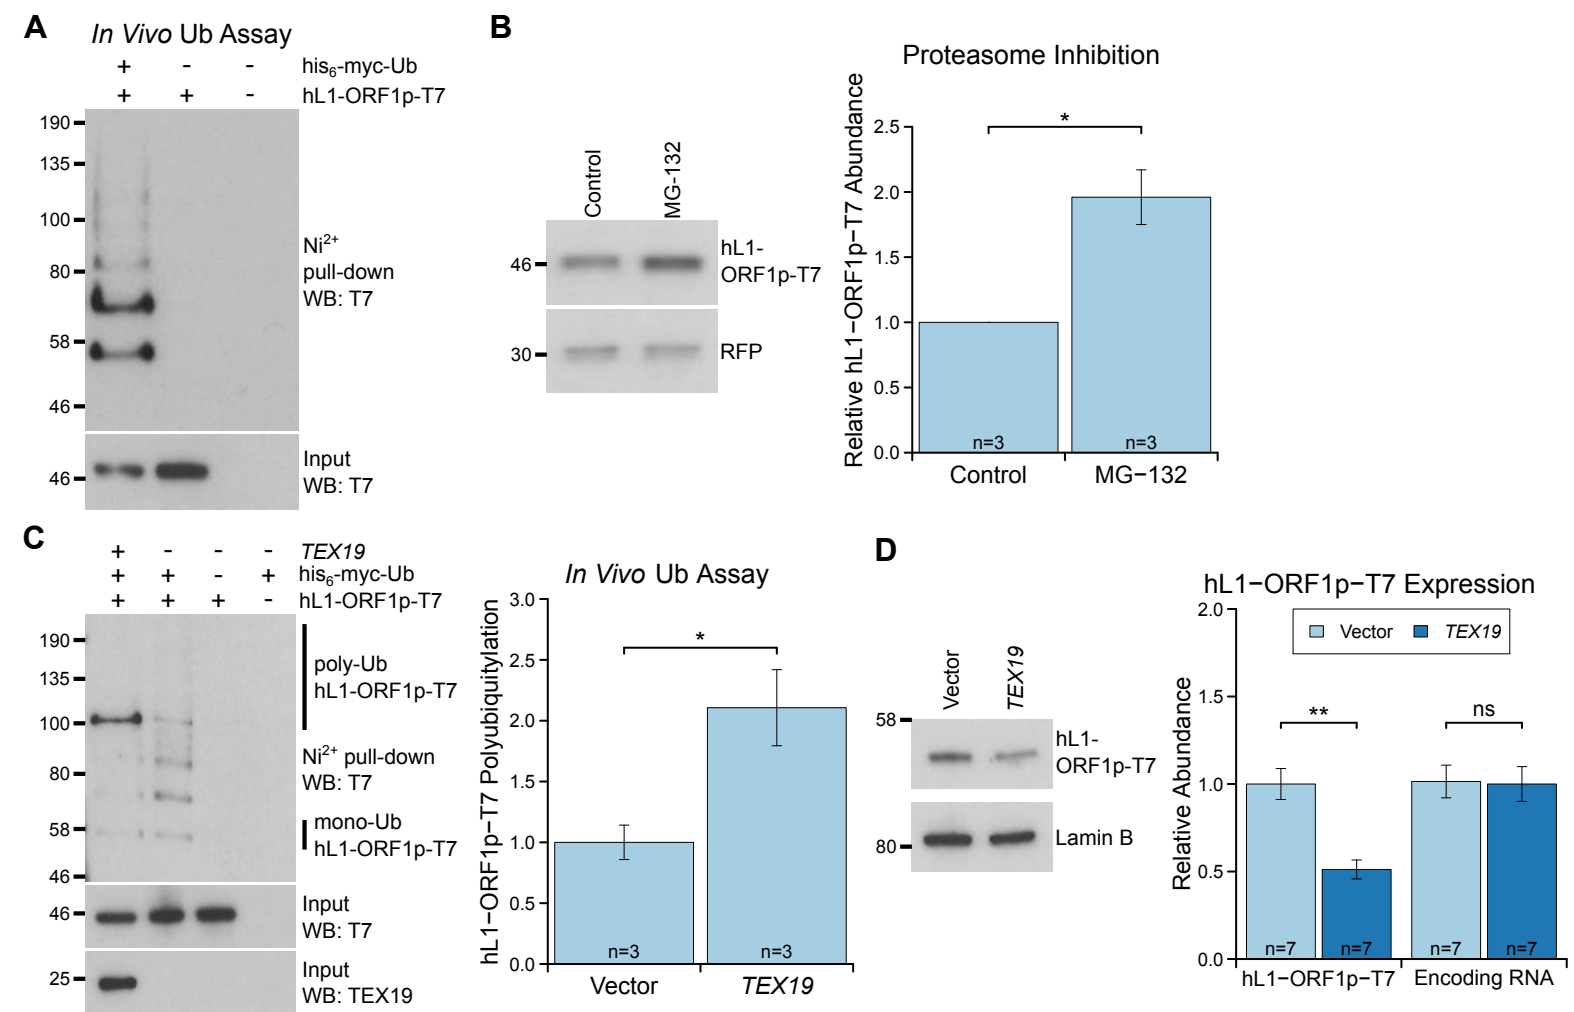 A
In Vivo Ub Assay
+ - - his6-myc-Ub
+ + - hL1-ORF1p-T7
190
135
100
80
58
46
Ni2+
pull-down
WB: T7
46
Input
WB: T7
B
Control
MG-132
46
hL1-
ORF1p-T7
30
RFP
Proteasome Inhibition
Relative hL1−ORF1p−T7 Abundance
2.5
2.0
1.5
1.0
0.5
0.0
*
n=3
n=3
Control
MG−132
C
+ - - - TEX19
+ + - + his6-myc-Ub
+ + + - hL1-ORF1p-T7
190
135
100
80
58
46
poly-Ub
hL1-ORF1p-T7
Ni2+ pull-down
WB: T7
mono-Ub
hL1-ORF1p-T7
46
Input
WB: T7
25
Input
WB: TEX19
In Vivo Ub Assay
hL1−ORF1p−T7 Polyubiquitylation
3.0
2.5
2.0
1.5
1.0
0.5
0.0
*
n=3
n=3
Vector
TEX19
D
Vector
TEX19
58
hL1-
ORF1p-T7
80
Lamin B
hL1−ORF1p−T7 Expression
Vector
TEX19
Relative Abundance
2.0
1.5
1.0
0.5
0.0
**
ns
n=7
n=7
n=7
n=7
hL1−ORF1p−T7
Encoding RNA